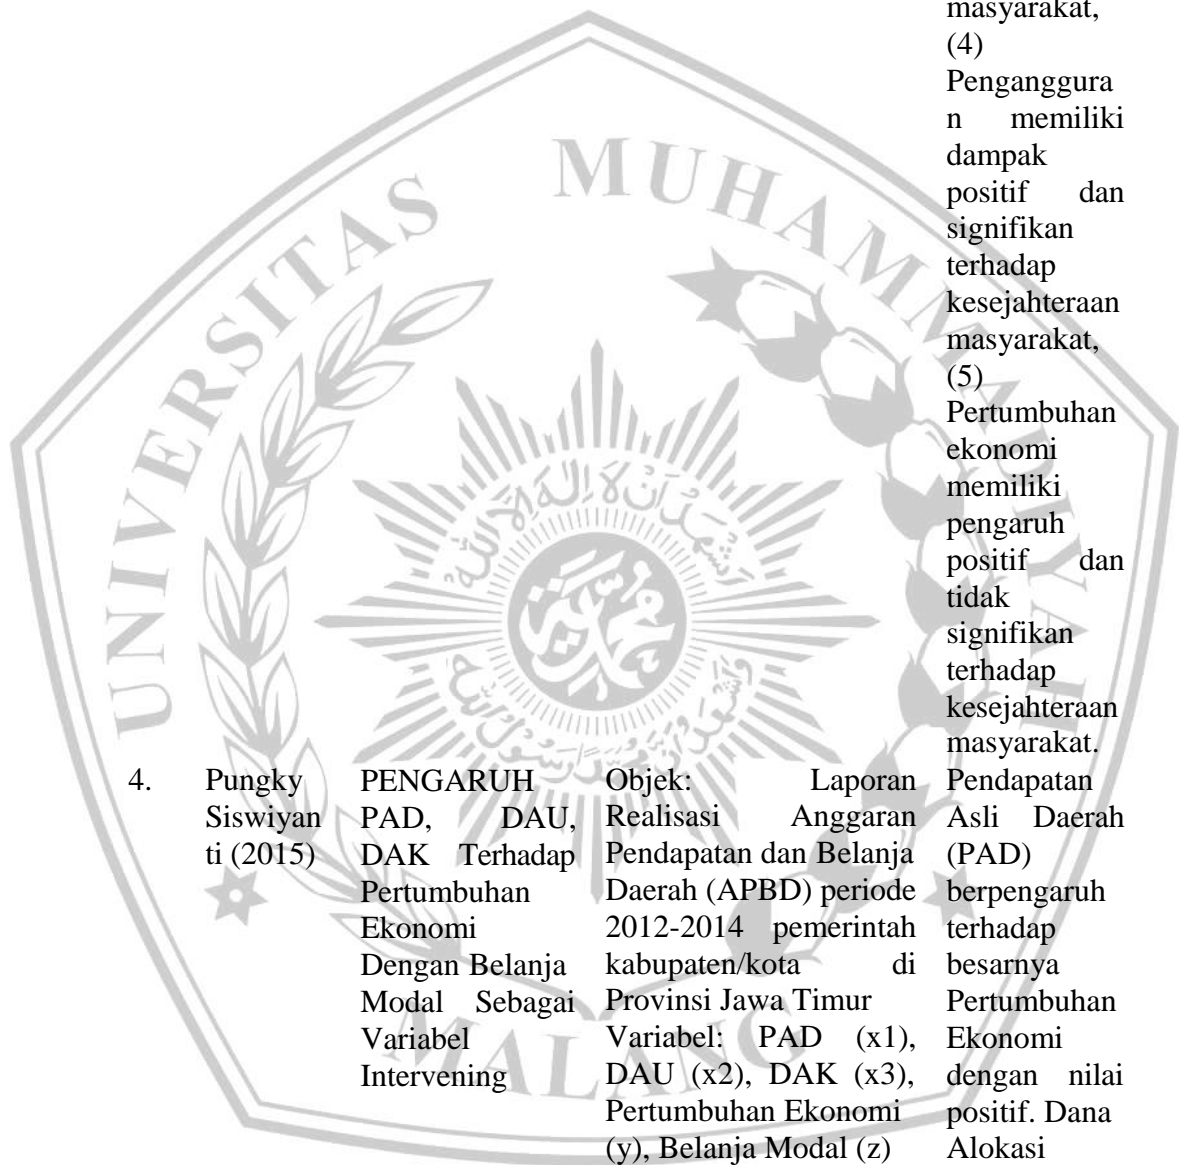 masyarakat,
(4)
Penganggura
n memiliki
dampak
positif dan
signifikan
terhadap
kesejahteraan
masyarakat,
(5)
Pertumbuhan
ekonomi
memiliki
pengaruh
positif dan
tidak
signifikan
terhadap
kesejahteraan
masyarakat.
4.
Pungky
Siswiyan
ti (2015)
PENGARUH
PAD, DAU,
DAK Terhadap
Pertumbuhan
Ekonomi
Dengan Belanja
Modal Sebagai
Variabel
Intervening
Objek: Laporan
Realisasi Anggaran
Pendapatan dan Belanja
Daerah (APBD) periode
2012-2014 pemerintah
kabupaten/kota di
Provinsi Jawa Timur
Variabel: PAD (x1),
DAU (x2), DAK (x3),
Pertumbuhan Ekonomi
(y), Belanja Modal (z)
Pendapatan
Asli Daerah
(PAD)
berpengaruh
terhadap
besarnya
Pertumbuhan
Ekonomi
dengan nilai
positif. Dana
Alokasi
UNIVERSITAS MUHAMMADIYAH
MALANG